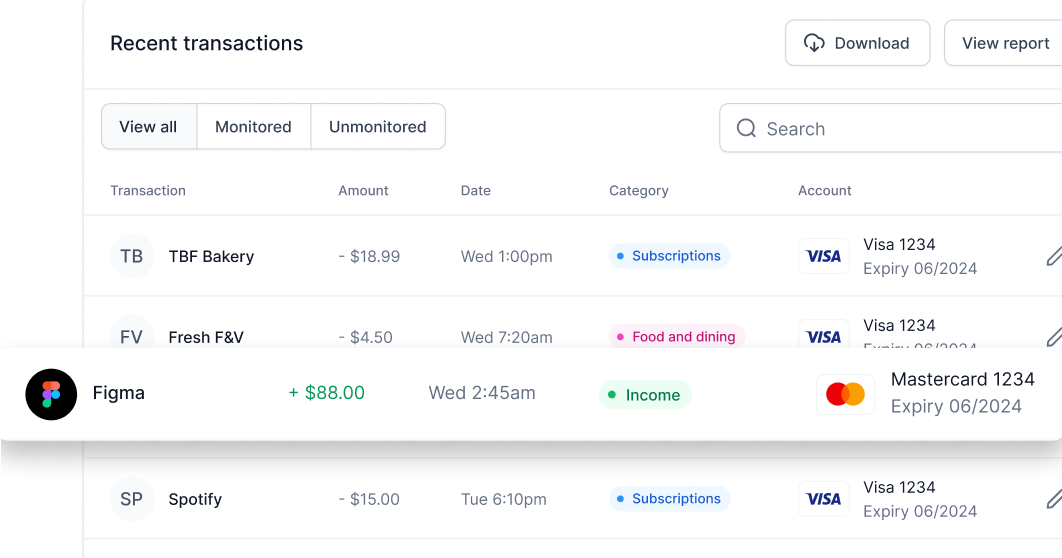 Recent transactions
Download
View report
View all
Monitored
Unmonitored
Search
Transaction Amount Date Category Account
TB TBF Bakery - $18.99 Wed 1:00pm Subscriptions VISA Visa 1234
Expiry 06/2024
FV Fresh F&V - $4.50 Wed 7:20am Food and dining VISA Visa 1234
Expiry 06/2024
Figma + $88.00 Wed 2:45am Income Mastercard 1234
Expiry 06/2024
SP Spotify - $15.00 Tue 6:10pm Subscriptions VISA Visa 1234
Expiry 06/2024